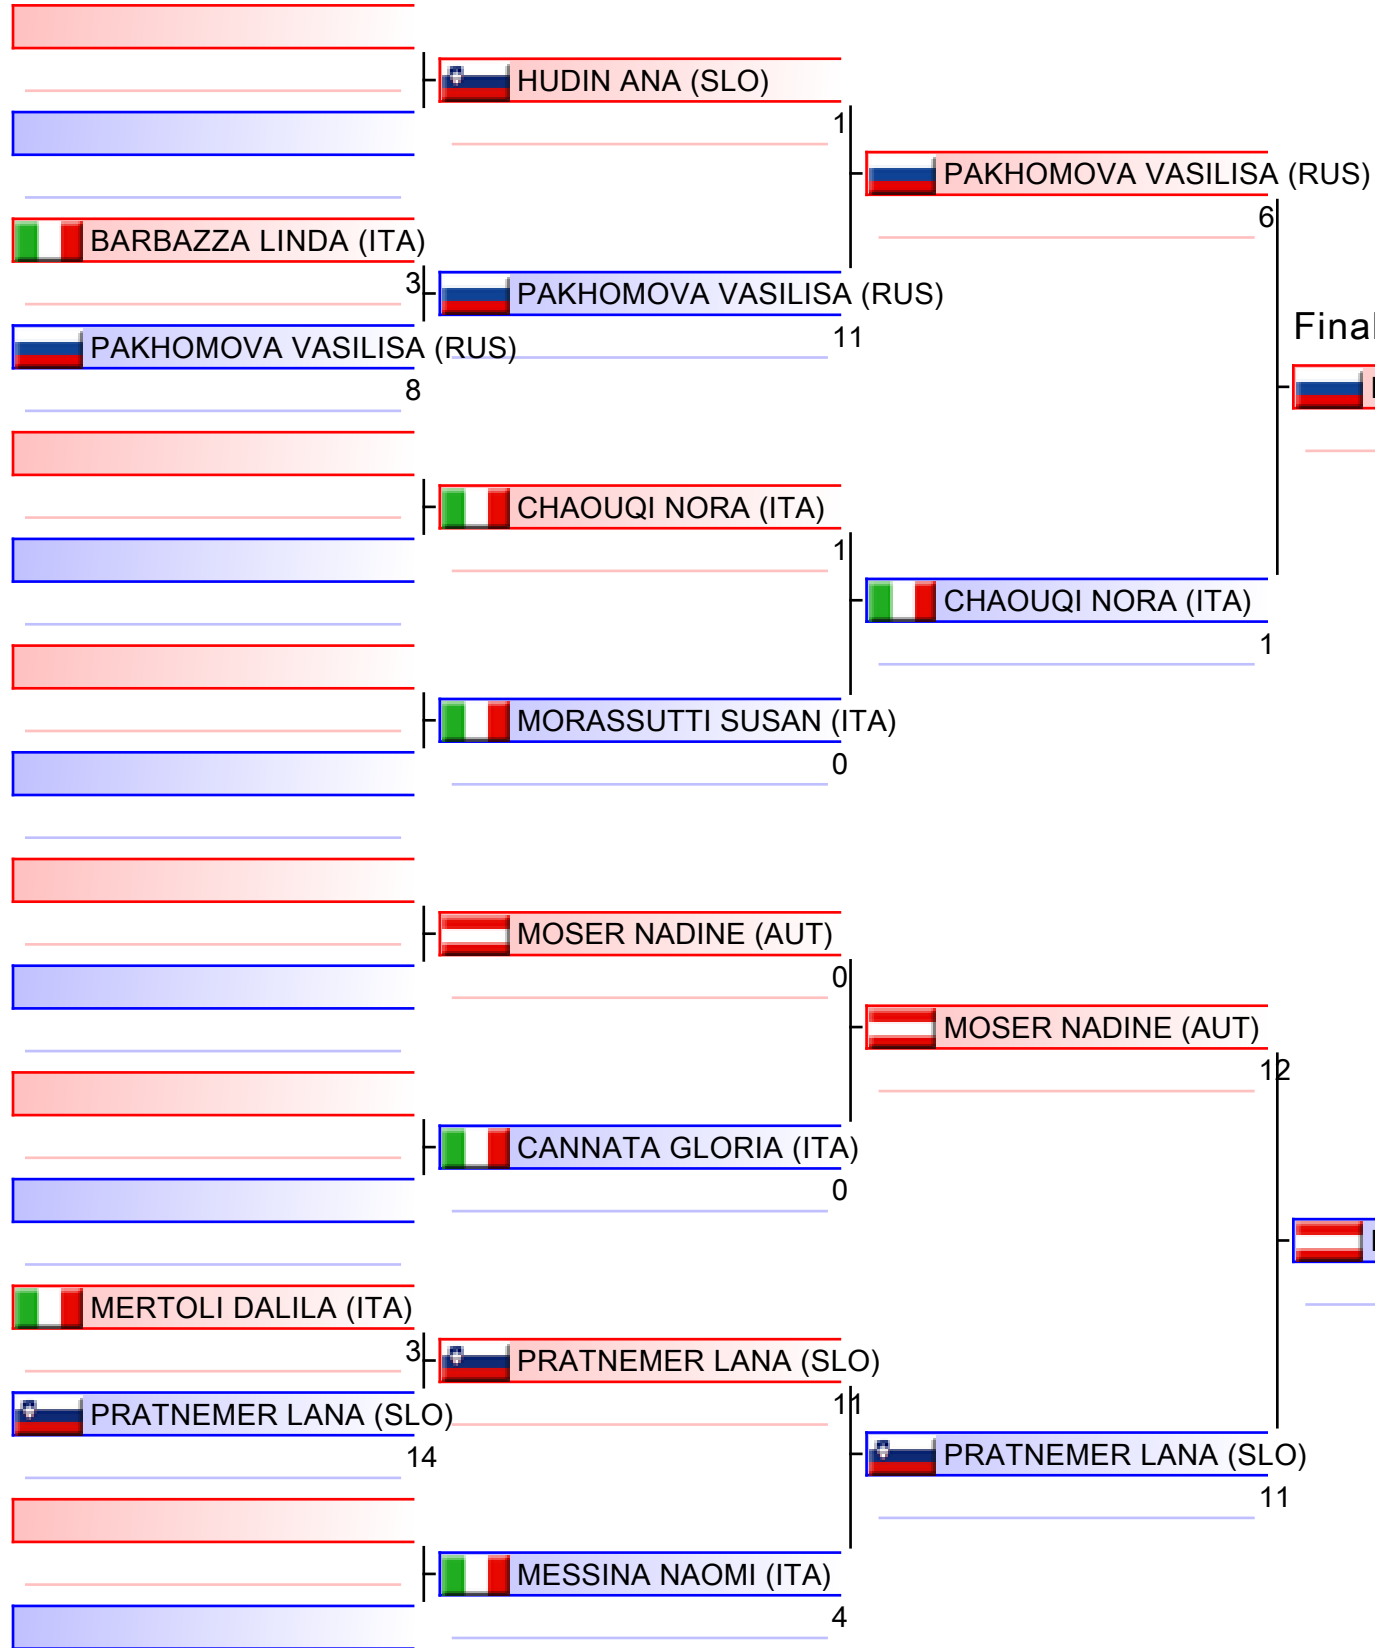 HUDIN ANA (SLO)
1
PAKHOMOVA VASILISA (RUS)
6
BARBAZZA LINDA (ITA)
3
PAKHOMOVA VASILISA (RUS)
11
Final
PAKHOMOVA VASILISA (RUS)
8
CHAOUQI NORA (ITA)
1
CHAOUQI NORA (ITA)
1
MORASSUTTI SUSAN (ITA)
0
MOSER NADINE (AUT)
0
MOSER NADINE (AUT)
12
CANNATA GLORIA (ITA)
0
MERTOLI DALILA (ITA)
3
PRATNEMER LANA (SLO)
11
PRATNEMER LANA (SLO)
14
PRATNEMER LANA (SLO)
11
MESSINA NAOMI (ITA)
4